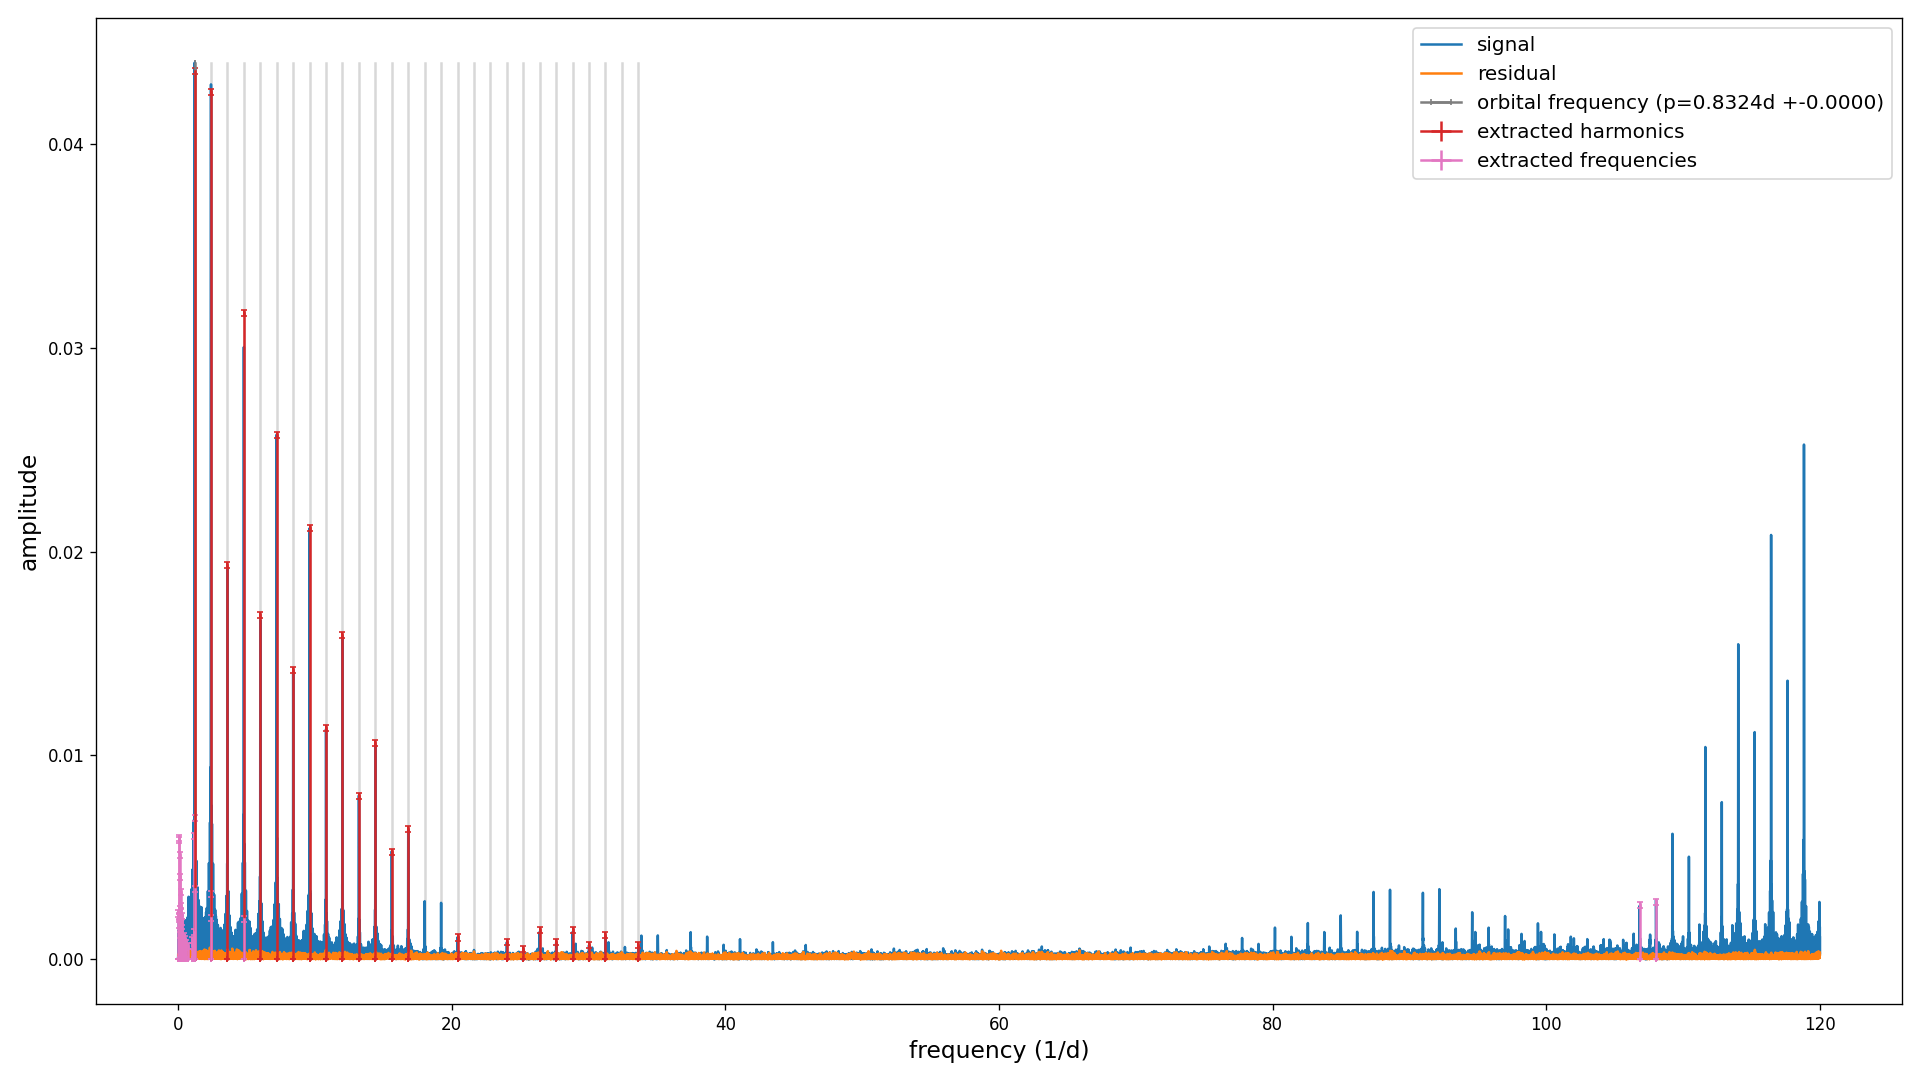 signal
residual
orbital frequency (p=0.8324d +-0.0000)
extracted harmonics
extracted frequencies
amplitude
0.04
0.03
0.02
0.01
0.00
0 20 40 60 80 100 120
frequency (1/d)